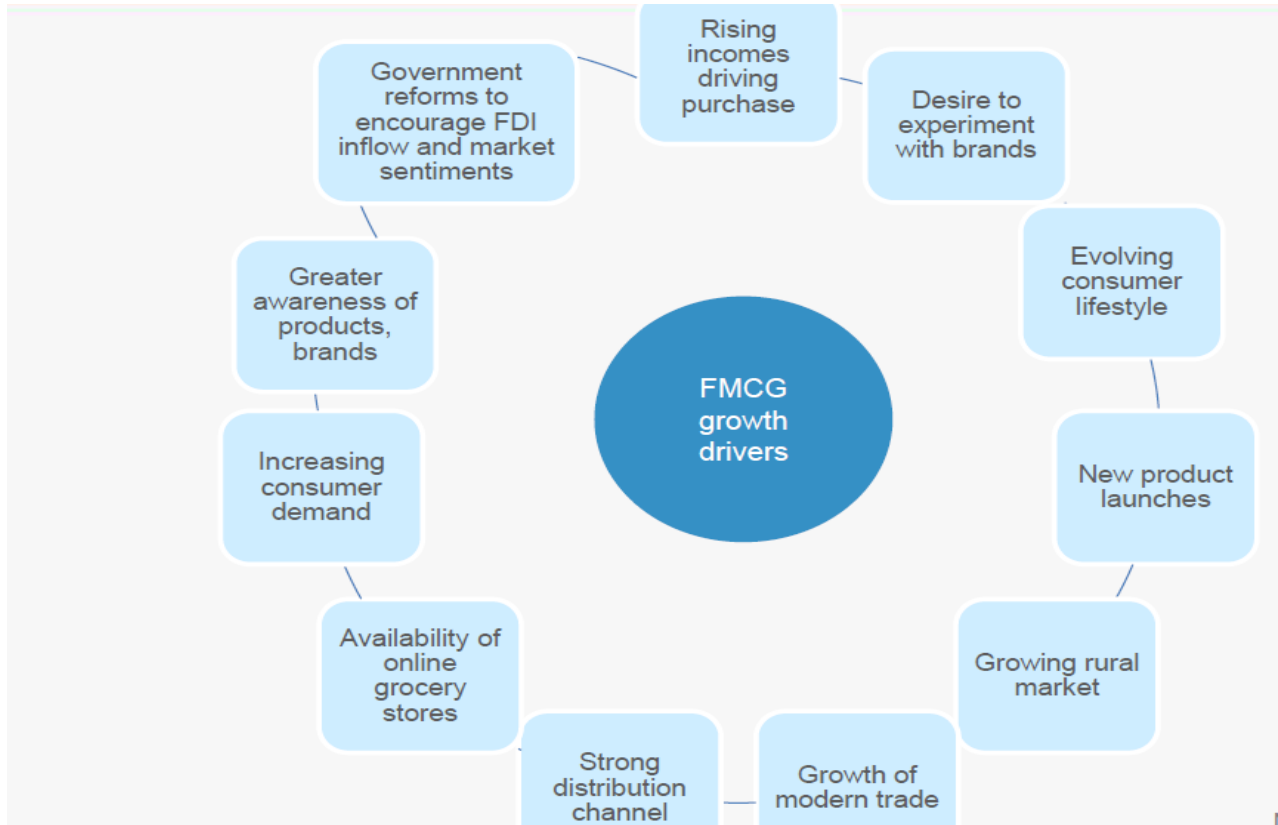 Rising
incomes
driving
purchase
Desire to
experiment
with brands
Evolving
consumer
lifestyle
New product
launches
Growing rural
market
Growth of
modern trade
Strong
distribution
channel
Availability of
online
grocery
stores
Increasing
consumer
demand
Greater
awareness of
products,
brands
Government
reforms to
encourage FDI
inflow and market
sentiments
FMCG
growth
drivers